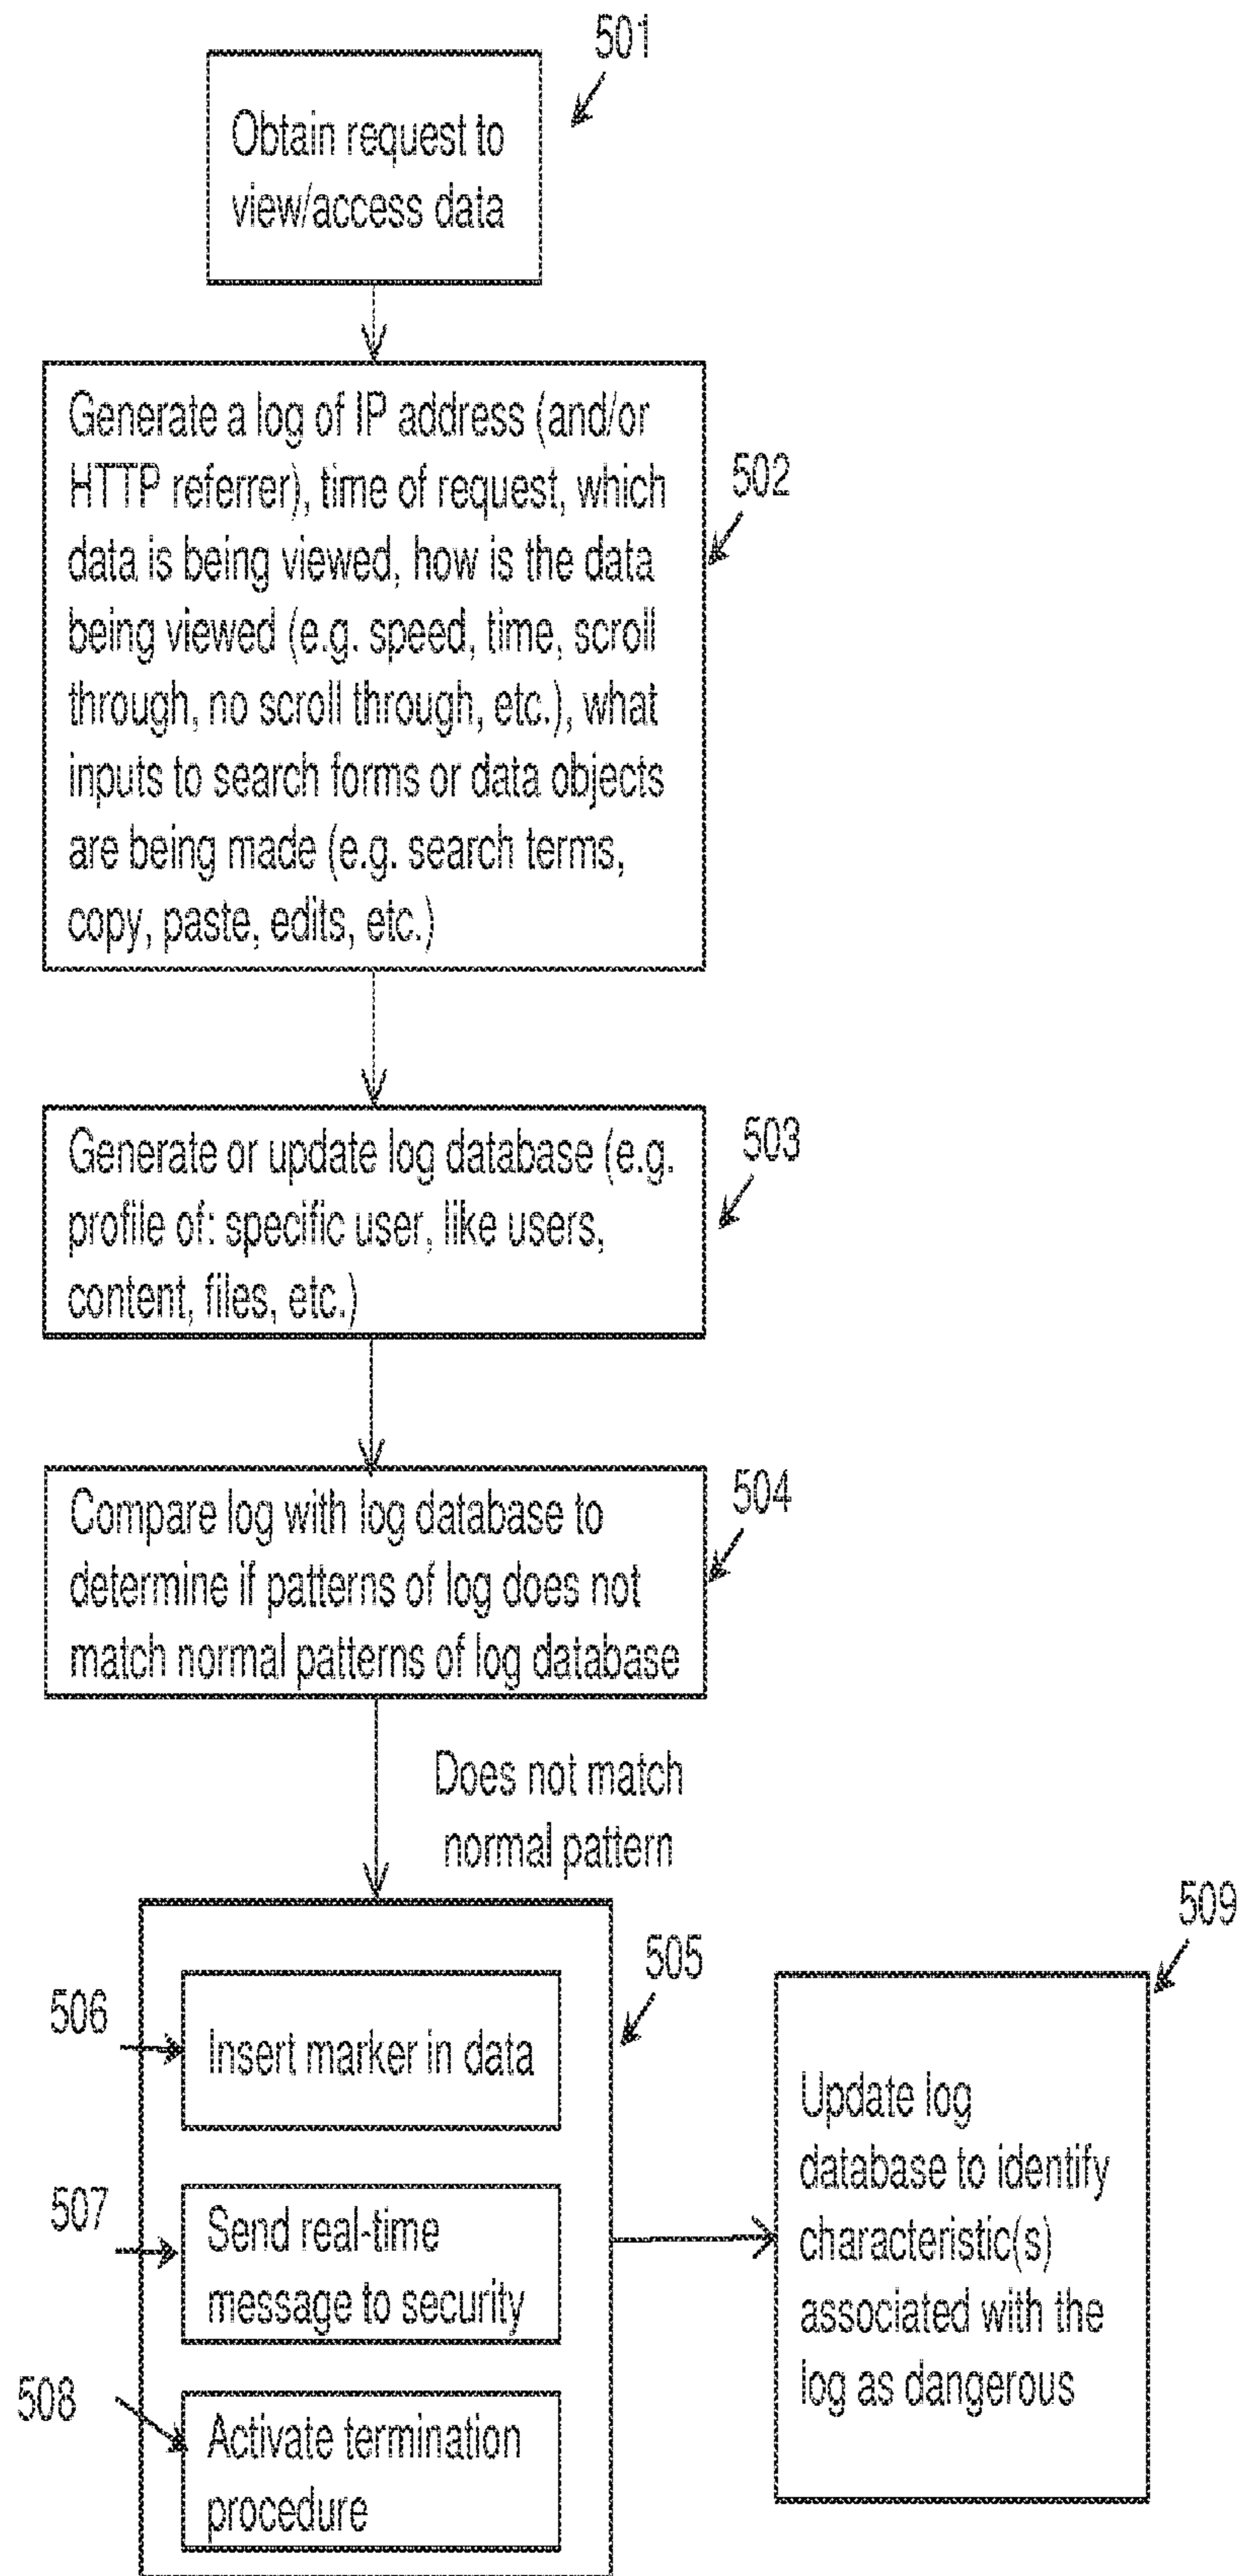 501
Obtain request to
view/access data
Generate a log of IP address (and/or
HTTP referrer), time of request, which
data is being viewed, how is the data
being viewed (e.g. speed, time, scroll
through, no scroll through, etc.), what
inputs to search forms or data objects
are being made (e.g. search terms,
copy, paste, edits, etc.)
502
Generate or update log database (e.g.
profile of: specific user, like users,
content, files, etc.)
503
Compare log with log database to
determine if patterns of log does not
match normal patterns of log database
504
Does not match
normal pattern
505
506
Insert marker in data
507
Send real-time
message to security
508
Activate termination
procedure
509
Update log
database to identify
characteristic(s)
associated with the
log as dangerous